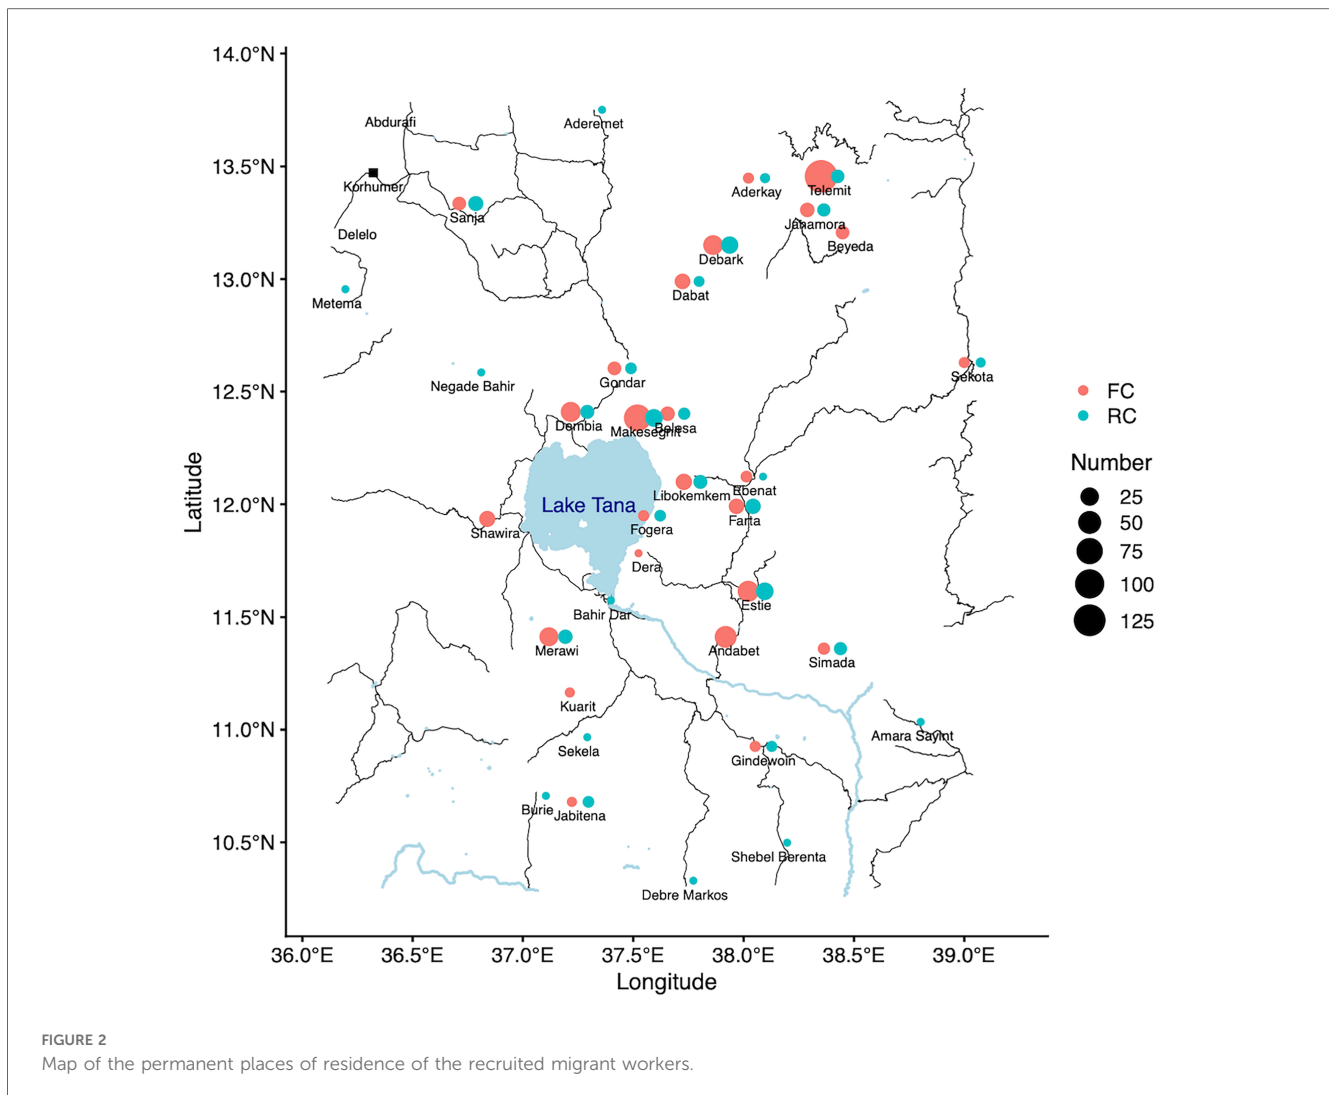 14.0°N
13.5°N
13.0°N
12.5°N
12.0°N
11.5°N
11.0°N
10.5°N
Latitude
Abdurafi
Aderemet
Korhumer
Aderkay
Telemit
Sanja
Janamora
Delelo
Beyeda
Debark
Dabat
Metema
Negade Bahir
Gondar
Sekota
Dembia
Makesegnit
Belesa
Libokemkem
Ebenat
Lake Tana
Farta
Shawira
Fogera
Dera
Estie
Bahir Dar
Merawi
Andabet
Simada
Kuarit
Amara Sayint
Sekela
Gindewoin
Burie
Jabitena
Shebel Berenta
Debre Markos
36.0°E 36.5°E 37.0°E 37.5°E 38.0°E 38.5°E 39.0°E
Longitude
FC
RC
Number
25
50
75
100
125
FIGURE 2
Map of the permanent places of residence of the recruited migrant workers.